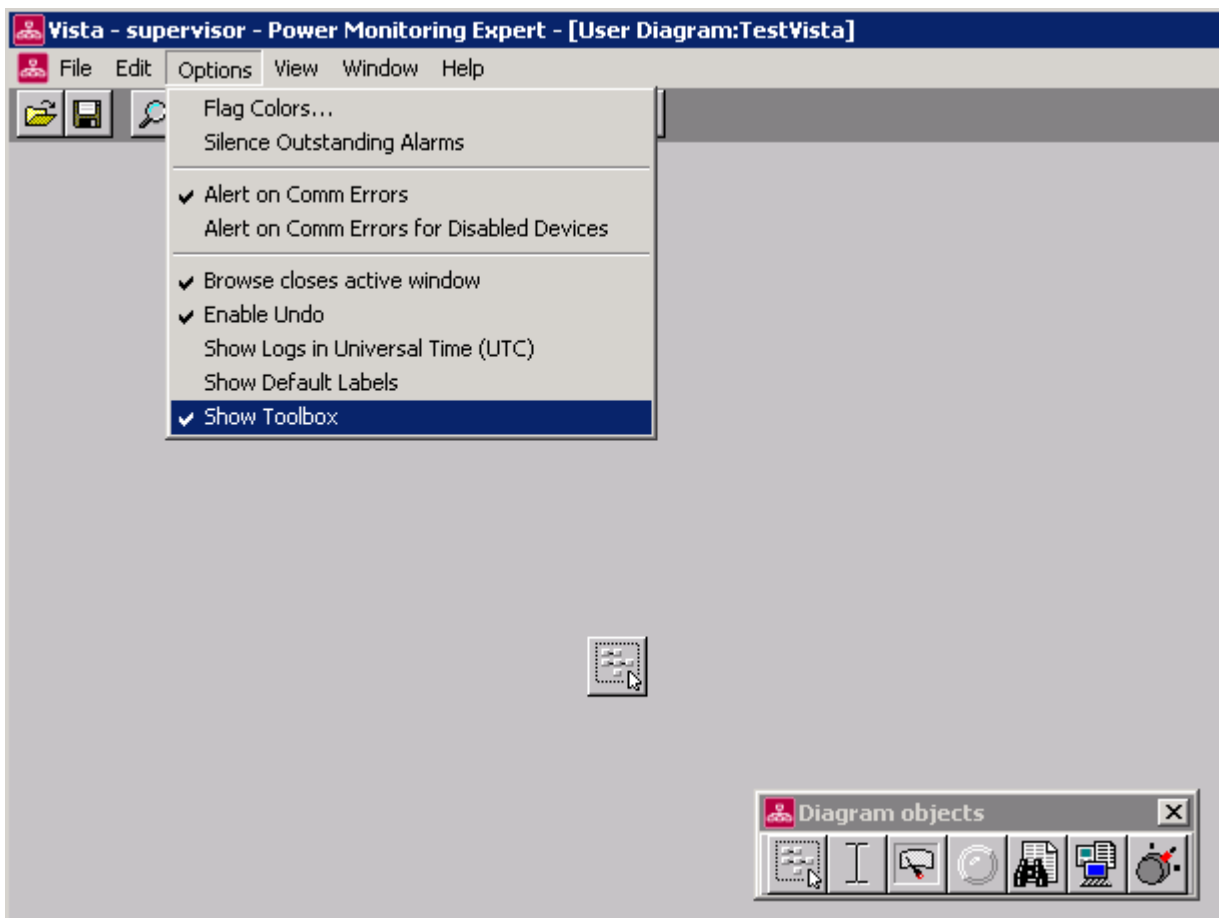 Vista - supervisor - Power Monitoring Expert - [User Diagram:TestVista]
File Edit Options View Window Help
Flag Colors...
Silence Outstanding Alarms
Alert on Comm Errors
Alert on Comm Errors for Disabled Devices
Browse closes active window
Enable Undo
Show Logs in Universal Time (UTC)
Show Default Labels
Show Toolbox
Diagram objects